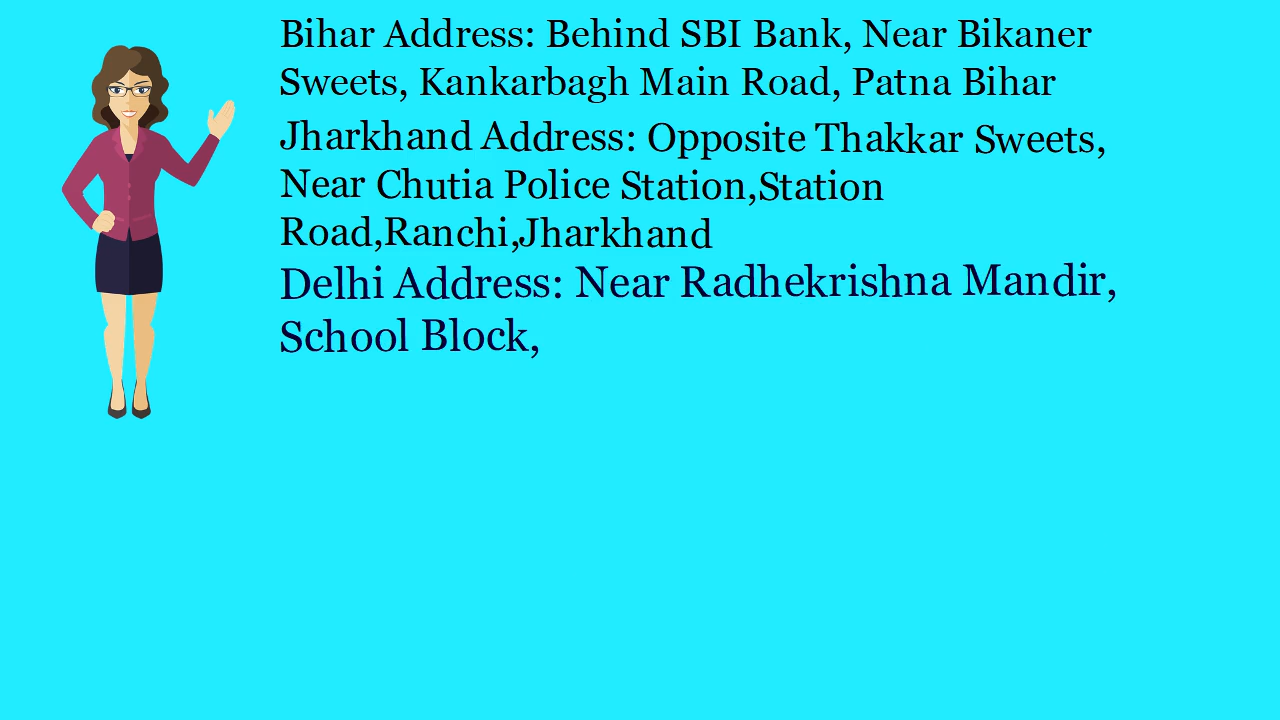 Bihar Address: Behind SBI Bank, Near Bikaner
Sweets, Kankarbagh Main Road, Patna Bihar
Jharkhand Address: Opposite Thakkar Sweets,
Near Chutia Police Station,Station
Road,Ranchi,Jharkhand
Delhi Address: Near Radhekrishna Mandir,
School Block,